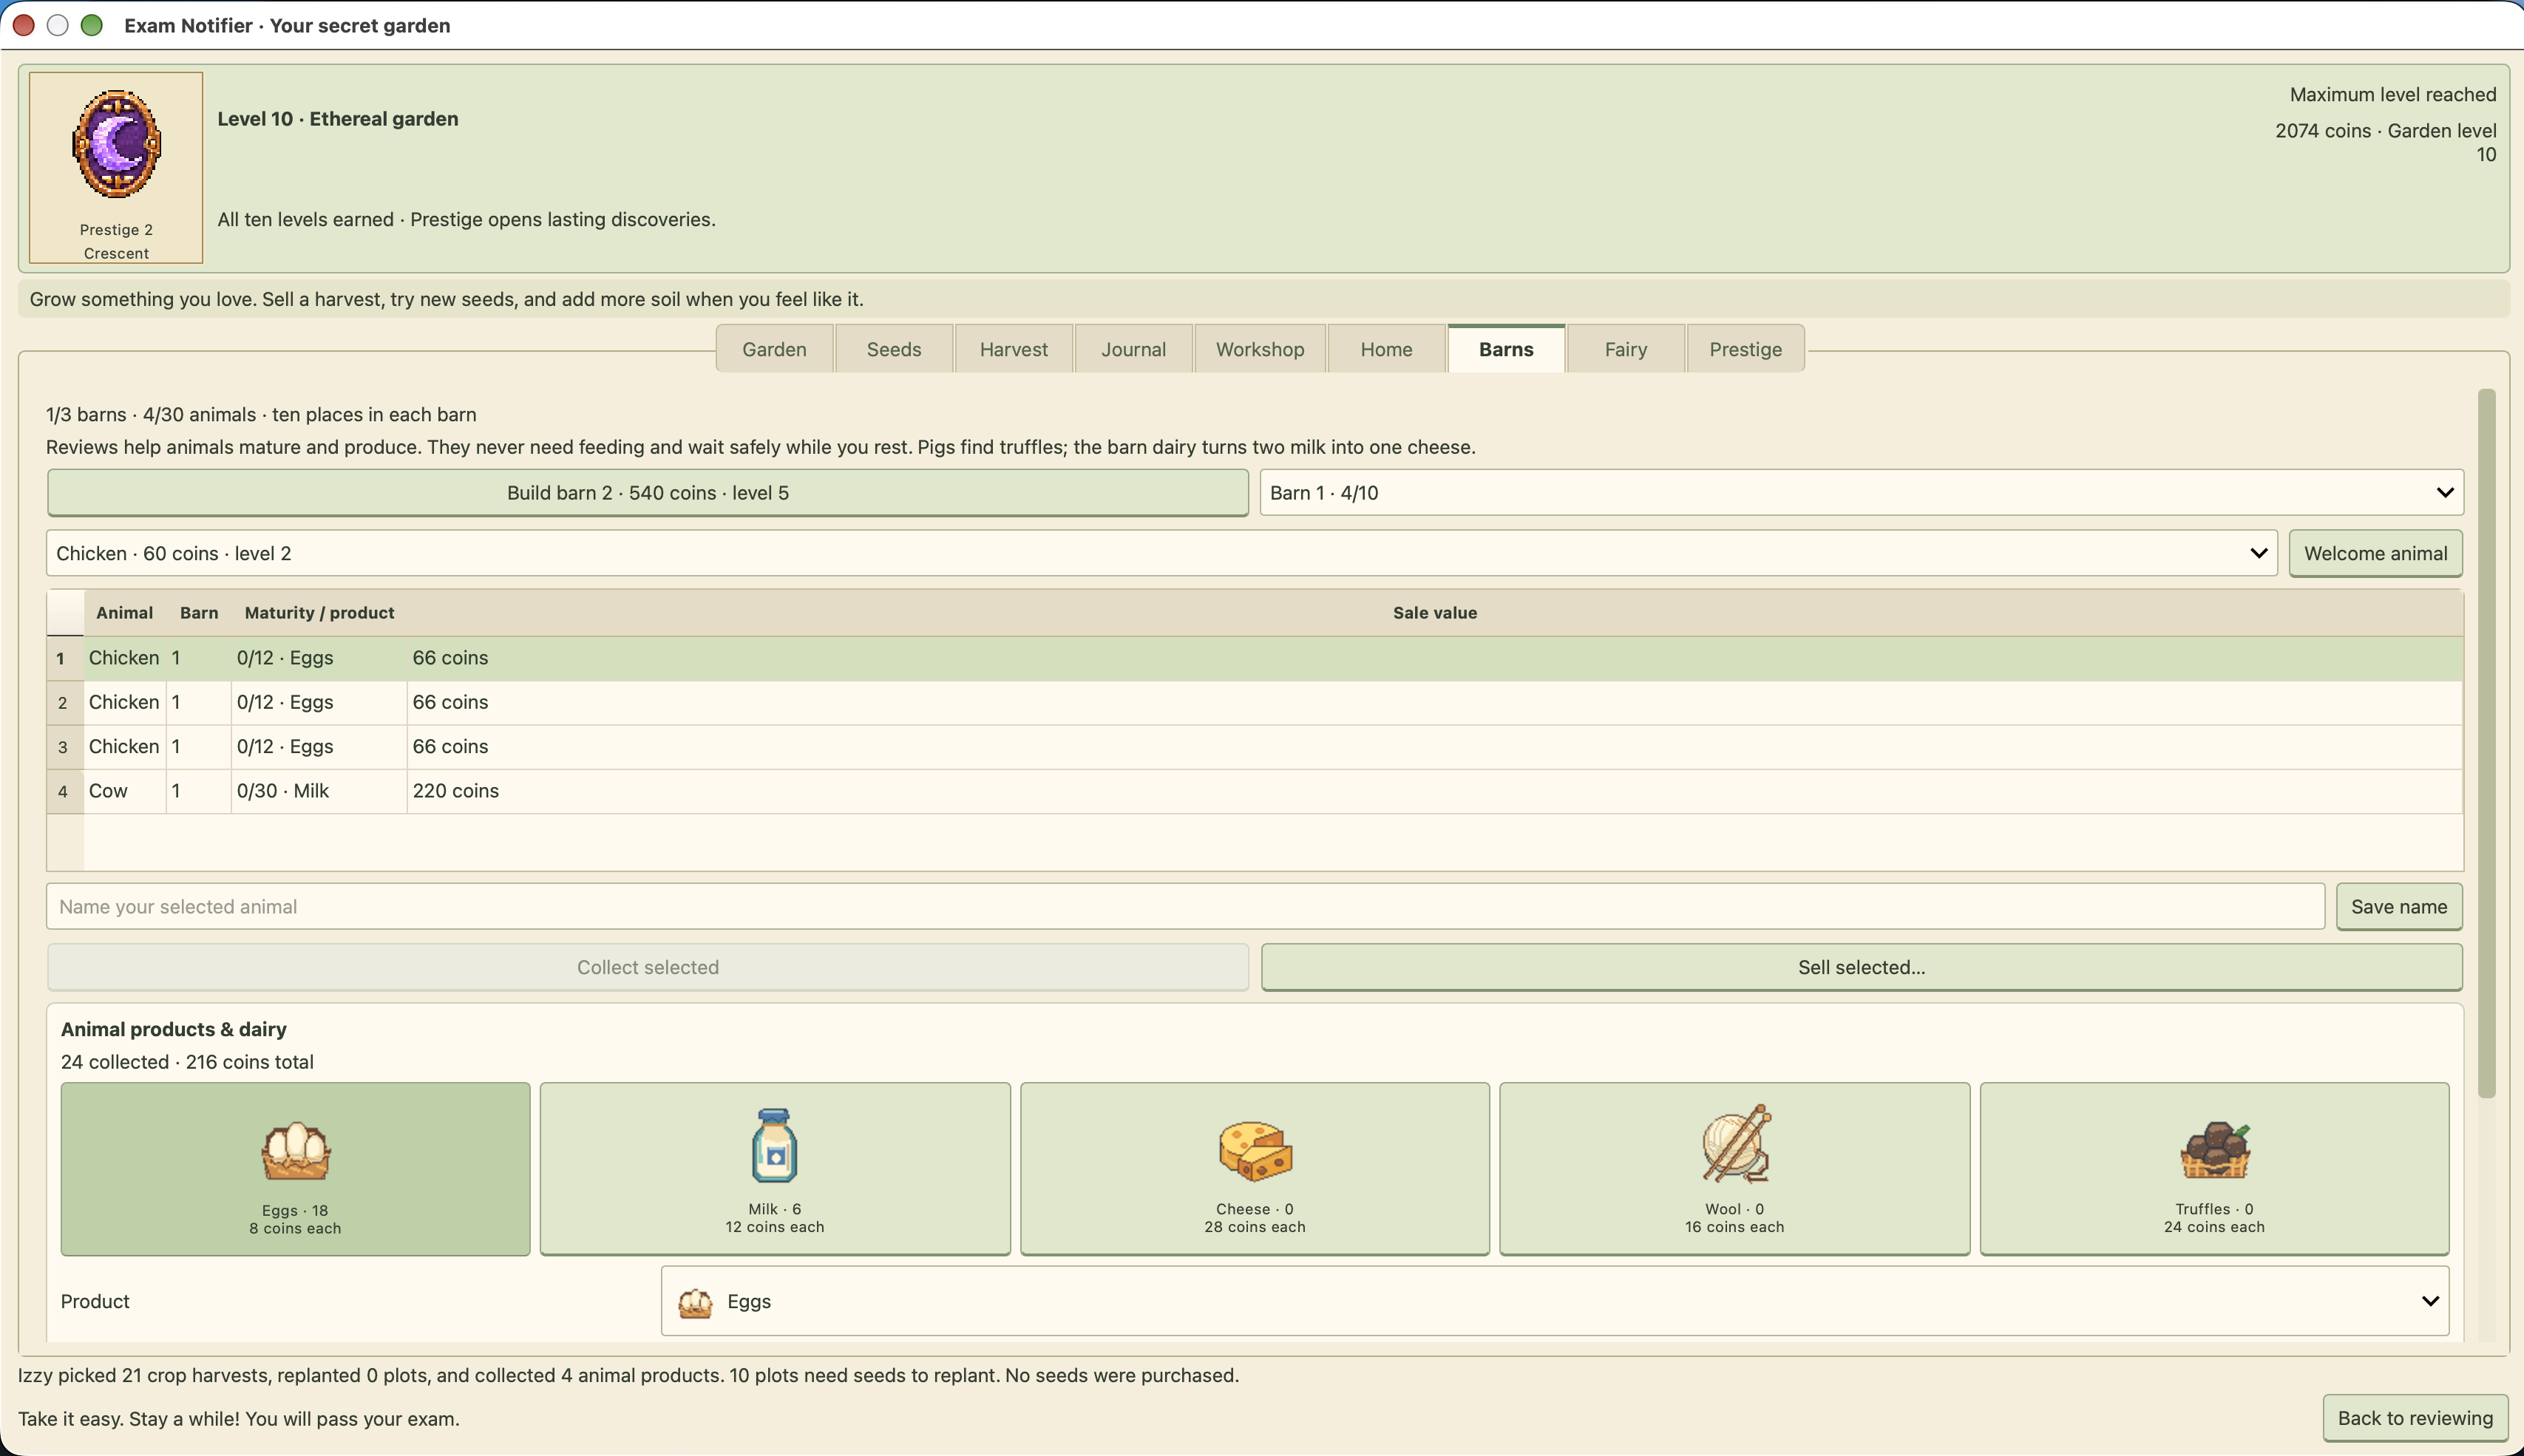 Exam Notifier · Your secret garden
Prestige 2
Crescent
Level 10 · Ethereal garden
All ten levels earned · Prestige opens lasting discoveries.
Maximum level reached
2074 coins · Garden level
10
Grow something you love. Sell a harvest, try new seeds, and add more soil when you feel like it.
Garden Seeds Harvest Journal Workshop Home Barns Fairy Prestige
1/3 barns · 4/30 animals · ten places in each barn
Reviews help animals mature and produce. They never need feeding and wait safely while you rest. Pigs find truffles; the barn dairy turns two milk into one cheese.
Build barn 2 · 540 coins · level 5 Barn 1 · 4/10
Chicken · 60 coins · level 2 Welcome animal
Animal Barn Maturity / product Sale value
1 Chicken 1 0/12 · Eggs 66 coins
2 Chicken 1 0/12 · Eggs 66 coins
3 Chicken 1 0/12 · Eggs 66 coins
4 Cow 1 0/30 · Milk 220 coins
Name your selected animal Save name
Collect selected Sell selected...
Animal products & dairy
24 collected · 216 coins total
Eggs · 18
8 coins each
Milk · 6
12 coins each
Cheese · 0
28 coins each
Wool · 0
16 coins each
Truffles · 0
24 coins each
Product Eggs
Izzy picked 21 crop harvests, replanted 0 plots, and collected 4 animal products. 10 plots need seeds to replant. No seeds were purchased.
Take it easy. Stay a while! You will pass your exam.
Back to reviewing